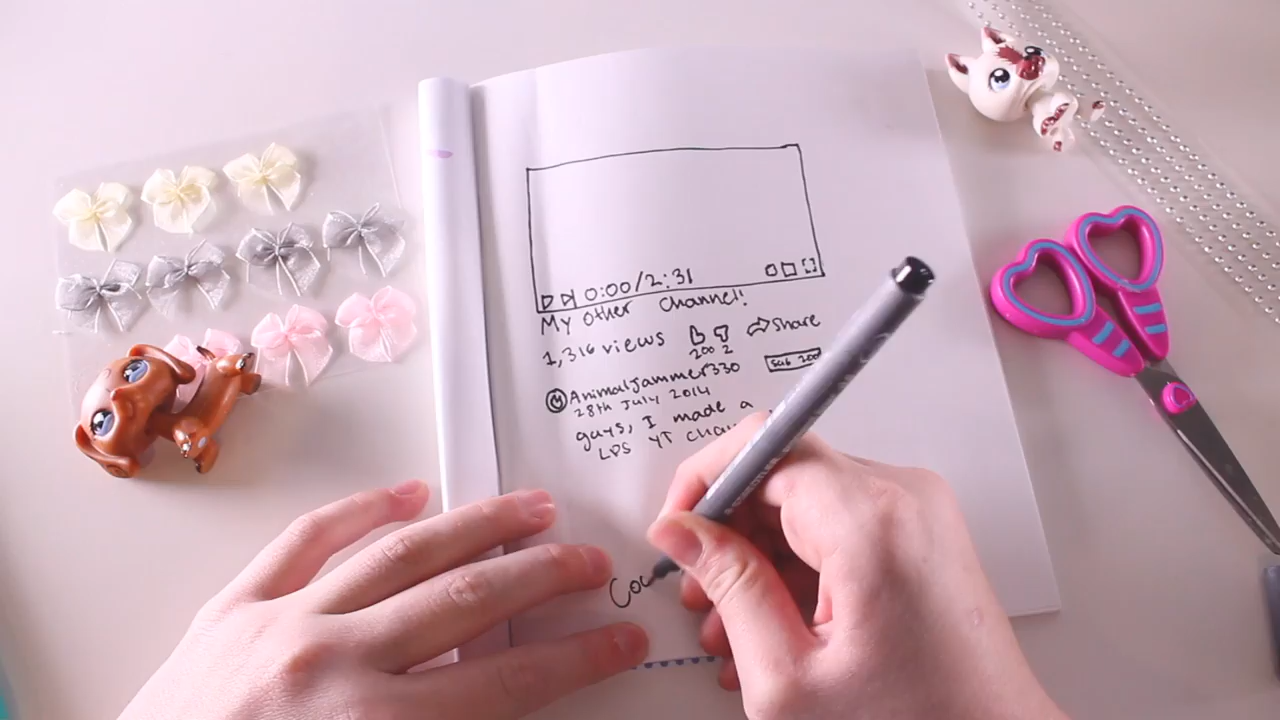 0:00/2:31
My Other Channel!
1,316 views
200 2
Share
sub
AnimalJammer330
28th July 2014
guys, I made a
LPS YT